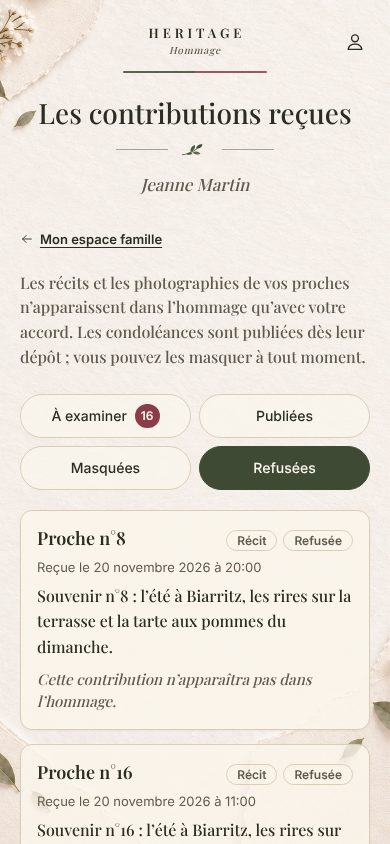 HERITAGE
Hommage
Les contributions reçues
Jeanne Martin
← Mon espace famille
Les récits et les photographies de vos proches
n’apparaissent dans l’hommage qu’avec votre
accord. Les condoléances sont publiées dès leur
dépôt ; vous pouvez les masquer à tout moment.
À examiner 16
Publiées
Masquées
Refusées
Proche n°8 Récit Refusée
Reçue le 20 novembre 2026 à 20:00
Souvenir n°8 : l’été à Biarritz, les rires sur la
terrasse et la tarte aux pommes du
dimanche.
Cette contribution n’apparaîtra pas dans
l’hommage.
Proche n°16 Récit Refusée
Reçue le 20 novembre 2026 à 11:00
Souvenir n°16 : l’été à Biarritz, les rires sur